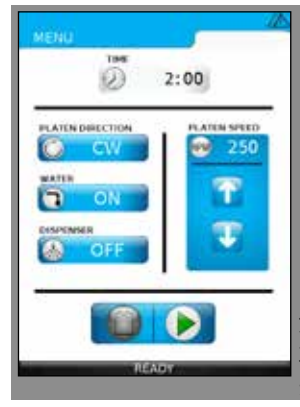 MENU
TIME
2:00
PLATEN DIRECTION
CW
PLATEN SPEED
250
WATER
ON
DISPENSER
OFF
READY